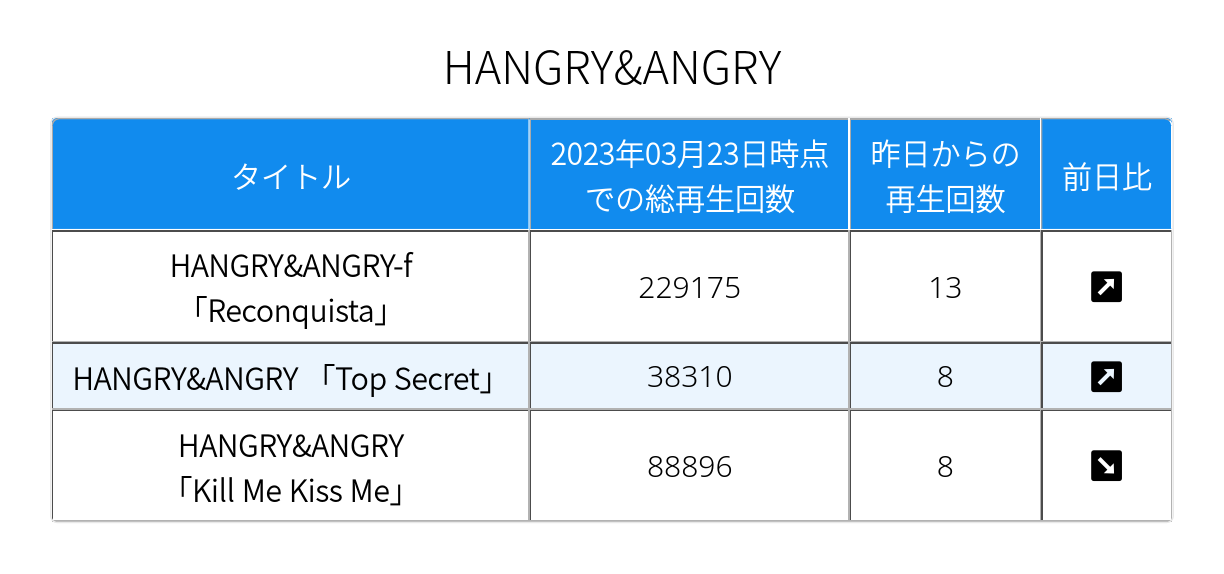 HANGRY&ANGRY
タイトル
2023年03月23日時点
での総再生回数
昨日からの
再生回数
前日比
HANGRY&ANGRY-f
「Reconquista」
229175
13
HANGRY&ANGRY 「Top Secret」
38310
8
HANGRY&ANGRY
「Kill Me Kiss Me」
88896
8